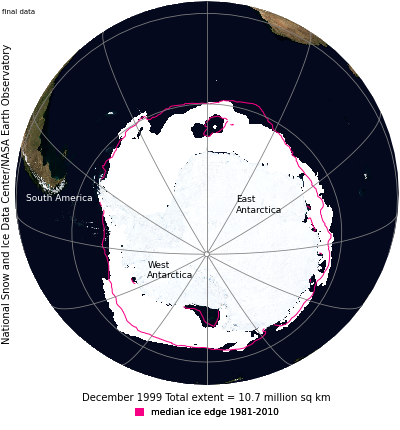 final data
National Snow and Ice Data Center/NASA Earth Observatory
South America
East
Antarctica
West
Antarctica
December 1999 Total extent = 10.7 million sq km
median ice edge 1981-2010